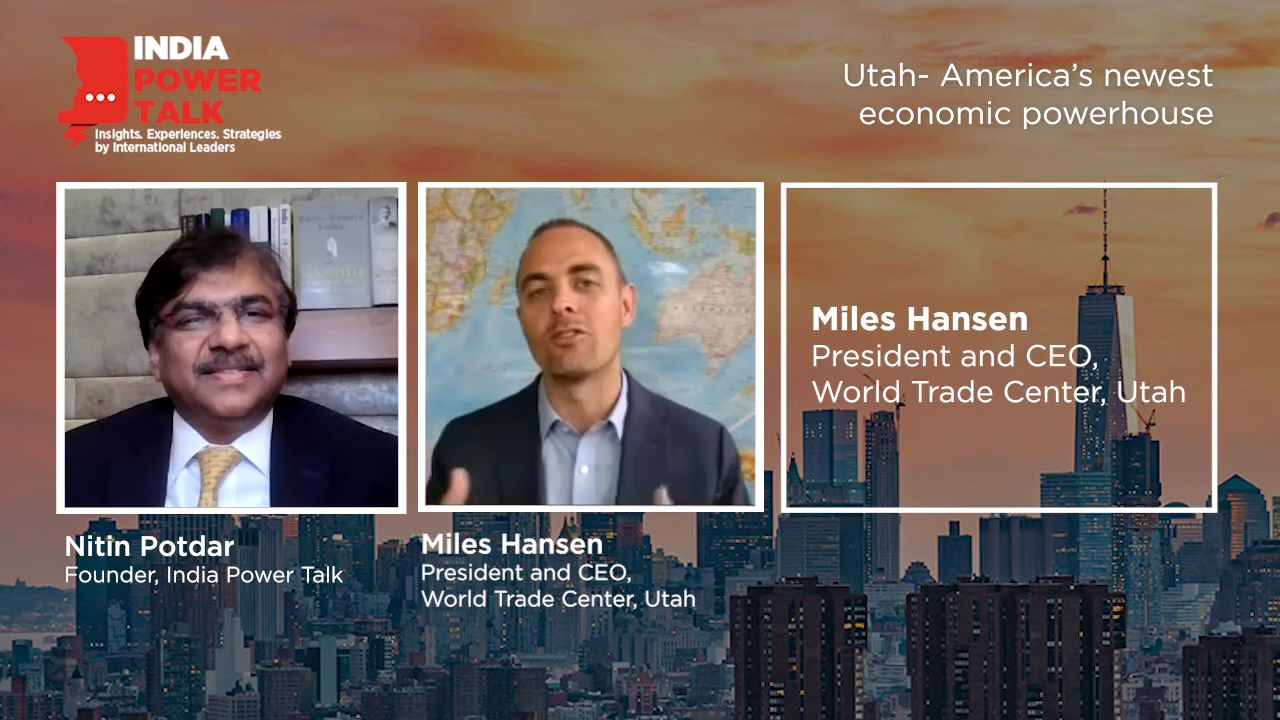 INDIA
POWER
TALK
Insights. Experiences. Strategies
by International Leaders
Utah- America’s newest
economic powerhouse
Miles Hansen
President and CEO,
World Trade Center, Utah
Nitin Potdar
Founder, India Power Talk
Miles Hansen
President and CEO,
World Trade Center, Utah